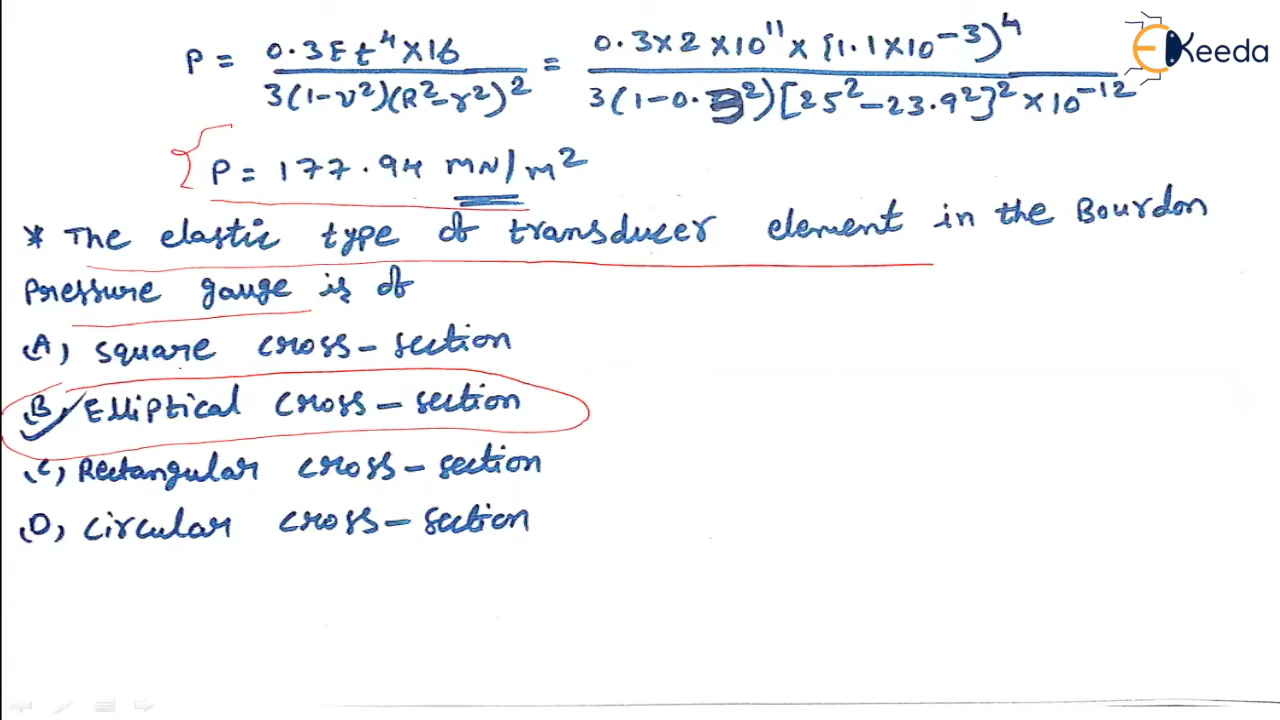 EKeeda
P = 0.3Et⁴×16 / 3(1-ν²)(R²-r²)² = 0.3×2×10¹¹×(1.1×10⁻³)⁴ / 3(1-0.3²)[25²-23.9²]²×10⁻¹²
P = 177.94 MN/m²
* The elastic type of transducer element in the Bourdon
Pressure gauge is of
(A) square cross-section
(B) Elliptical cross-section
(C) Rectangular cross-section
(D) circular cross-section